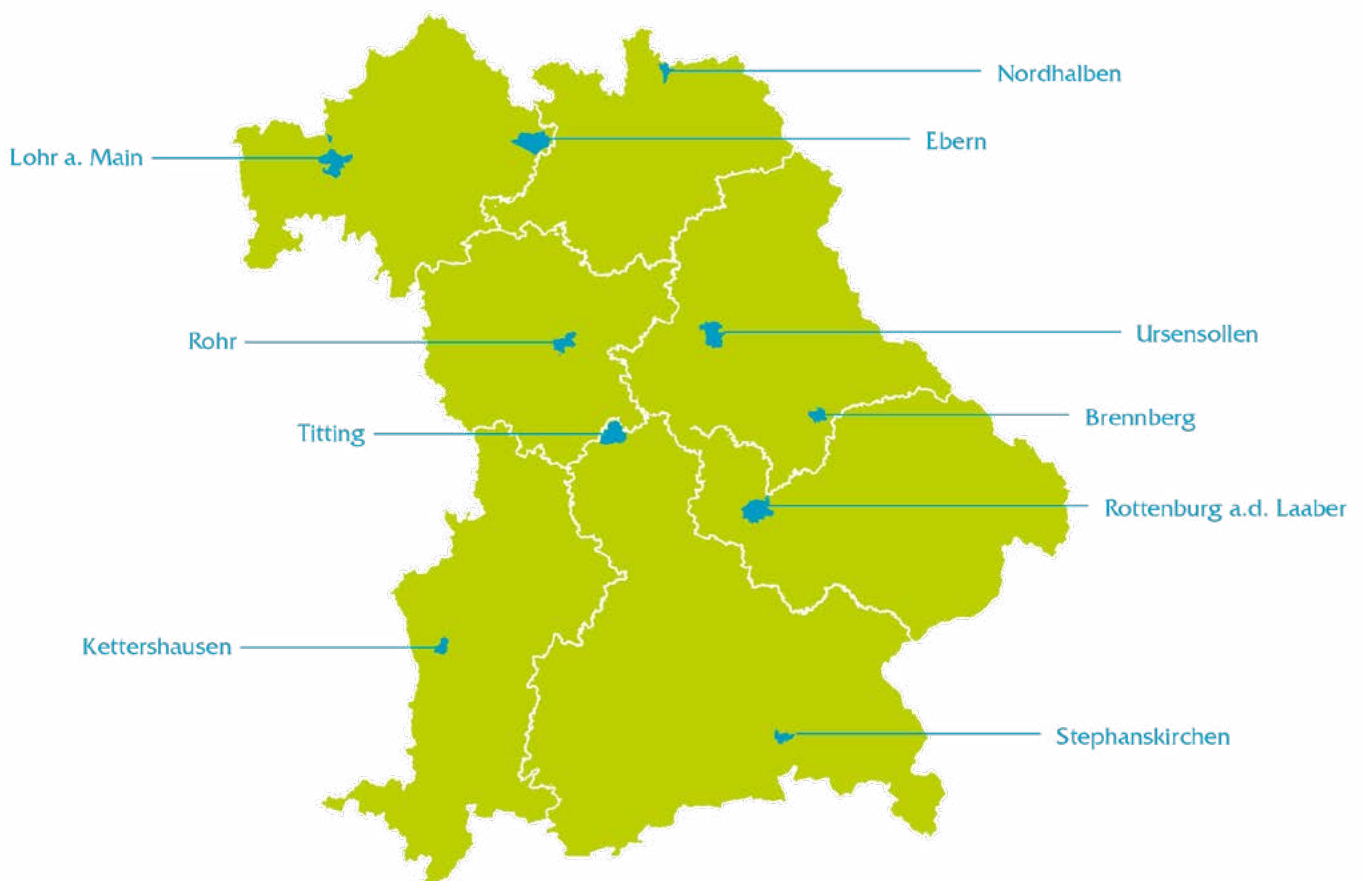 Nordhalben
Ebern
Lohr a. Main
Rohr
Ursensollen
Brennberg
Titting
Rottenburg a.d. Laaber
Kettershausen
Stephanskirchen